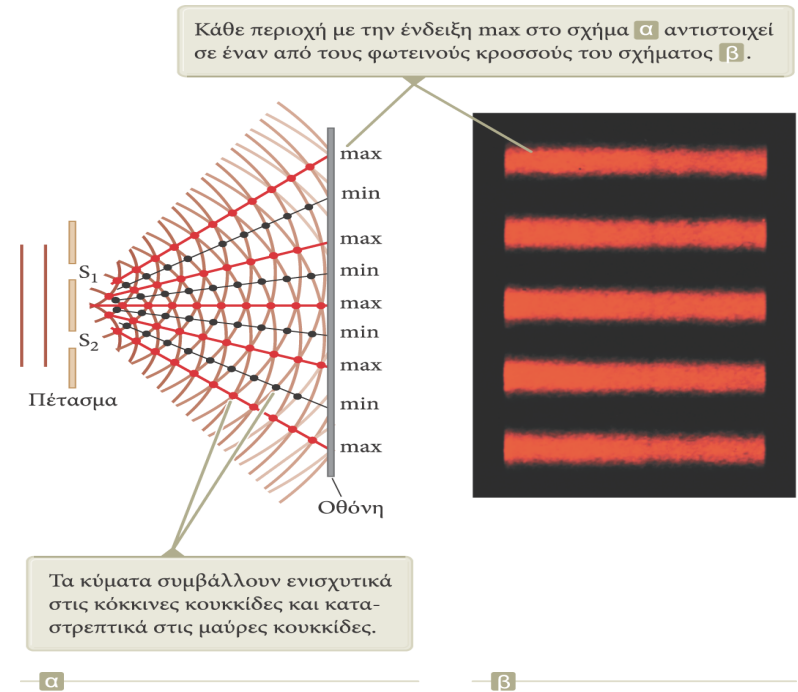 Κάθε περιοχή με την ένδειξη max στο σχήμα α αντιστοιχεί
σε έναν από τους φωτεινούς κροσσούς του σχήματος β.
max
min
max
min
max
min
max
min
max
S1
S2
Πέτασμα
Οθόνη
Τα κύματα συμβάλλουν ενισχυτικά
στις κόκκινες κουκκίδες και κατα-
στρεπτικά στις μαύρες κουκκίδες.
α
β